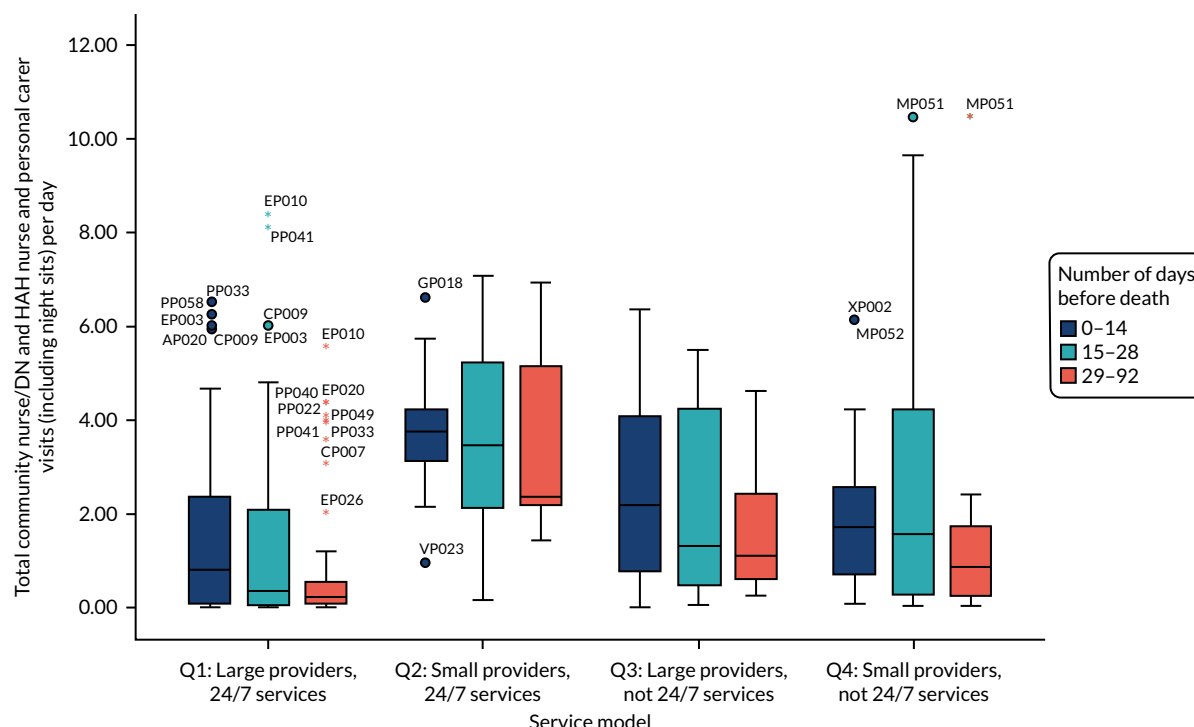 Total community nurse/DN and HAH nurse and personal carer
visits (including night sits) per day
12.00
10.00
8.00
6.00
4.00
2.00
0.00
PP033
PP058
EP003
AP020 CP009
EP010
PP041
CP009
EP003
EP010
PP040 EP020
PP022 PP049
PP041 PP033
CP007
EP026
GP018
VP023
XP002
MP052
MP051
MP051
Number of days
before death
0–14
15–28
29–92
Q1: Large providers,
24/7 services
Q2: Small providers,
24/7 services
Q3: Large providers,
not 24/7 services
Q4: Small providers,
not 24/7 services
Service model